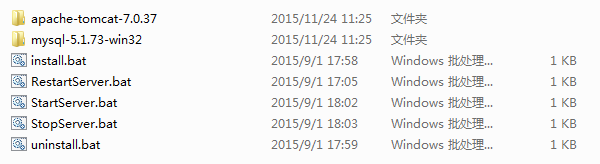 apache-tomcat-7.0.37 2015/11/24 11:25 文件夹
mysql-5.1.73-win32 2015/11/24 11:25 文件夹
install.bat 2015/9/1 17:58 Windows 批处理... 1 KB
RestartServer.bat 2015/9/1 17:05 Windows 批处理... 1 KB
StartServer.bat 2015/9/1 18:02 Windows 批处理... 1 KB
StopServer.bat 2015/9/1 18:03 Windows 批处理... 1 KB
uninstall.bat 2015/9/1 17:59 Windows 批处理... 1 KB